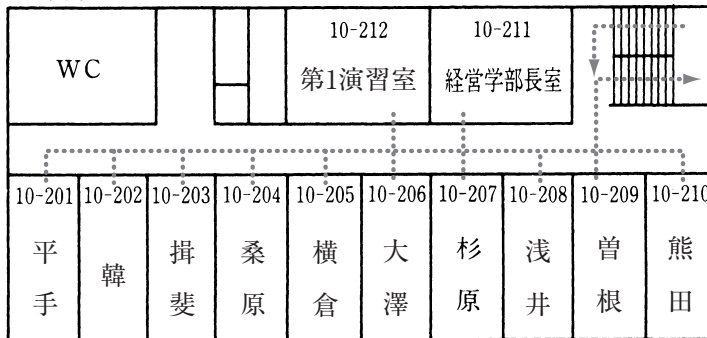 10-212
10-211
WC
第1演習室
経営学部長室
10-201
10-202
10-203
10-204
10-205
10-206
10-207
10-208
10-209
10-210
平手
韓
揖斐
桑原
横倉
大澤
杉原
浅井
曽根
熊田